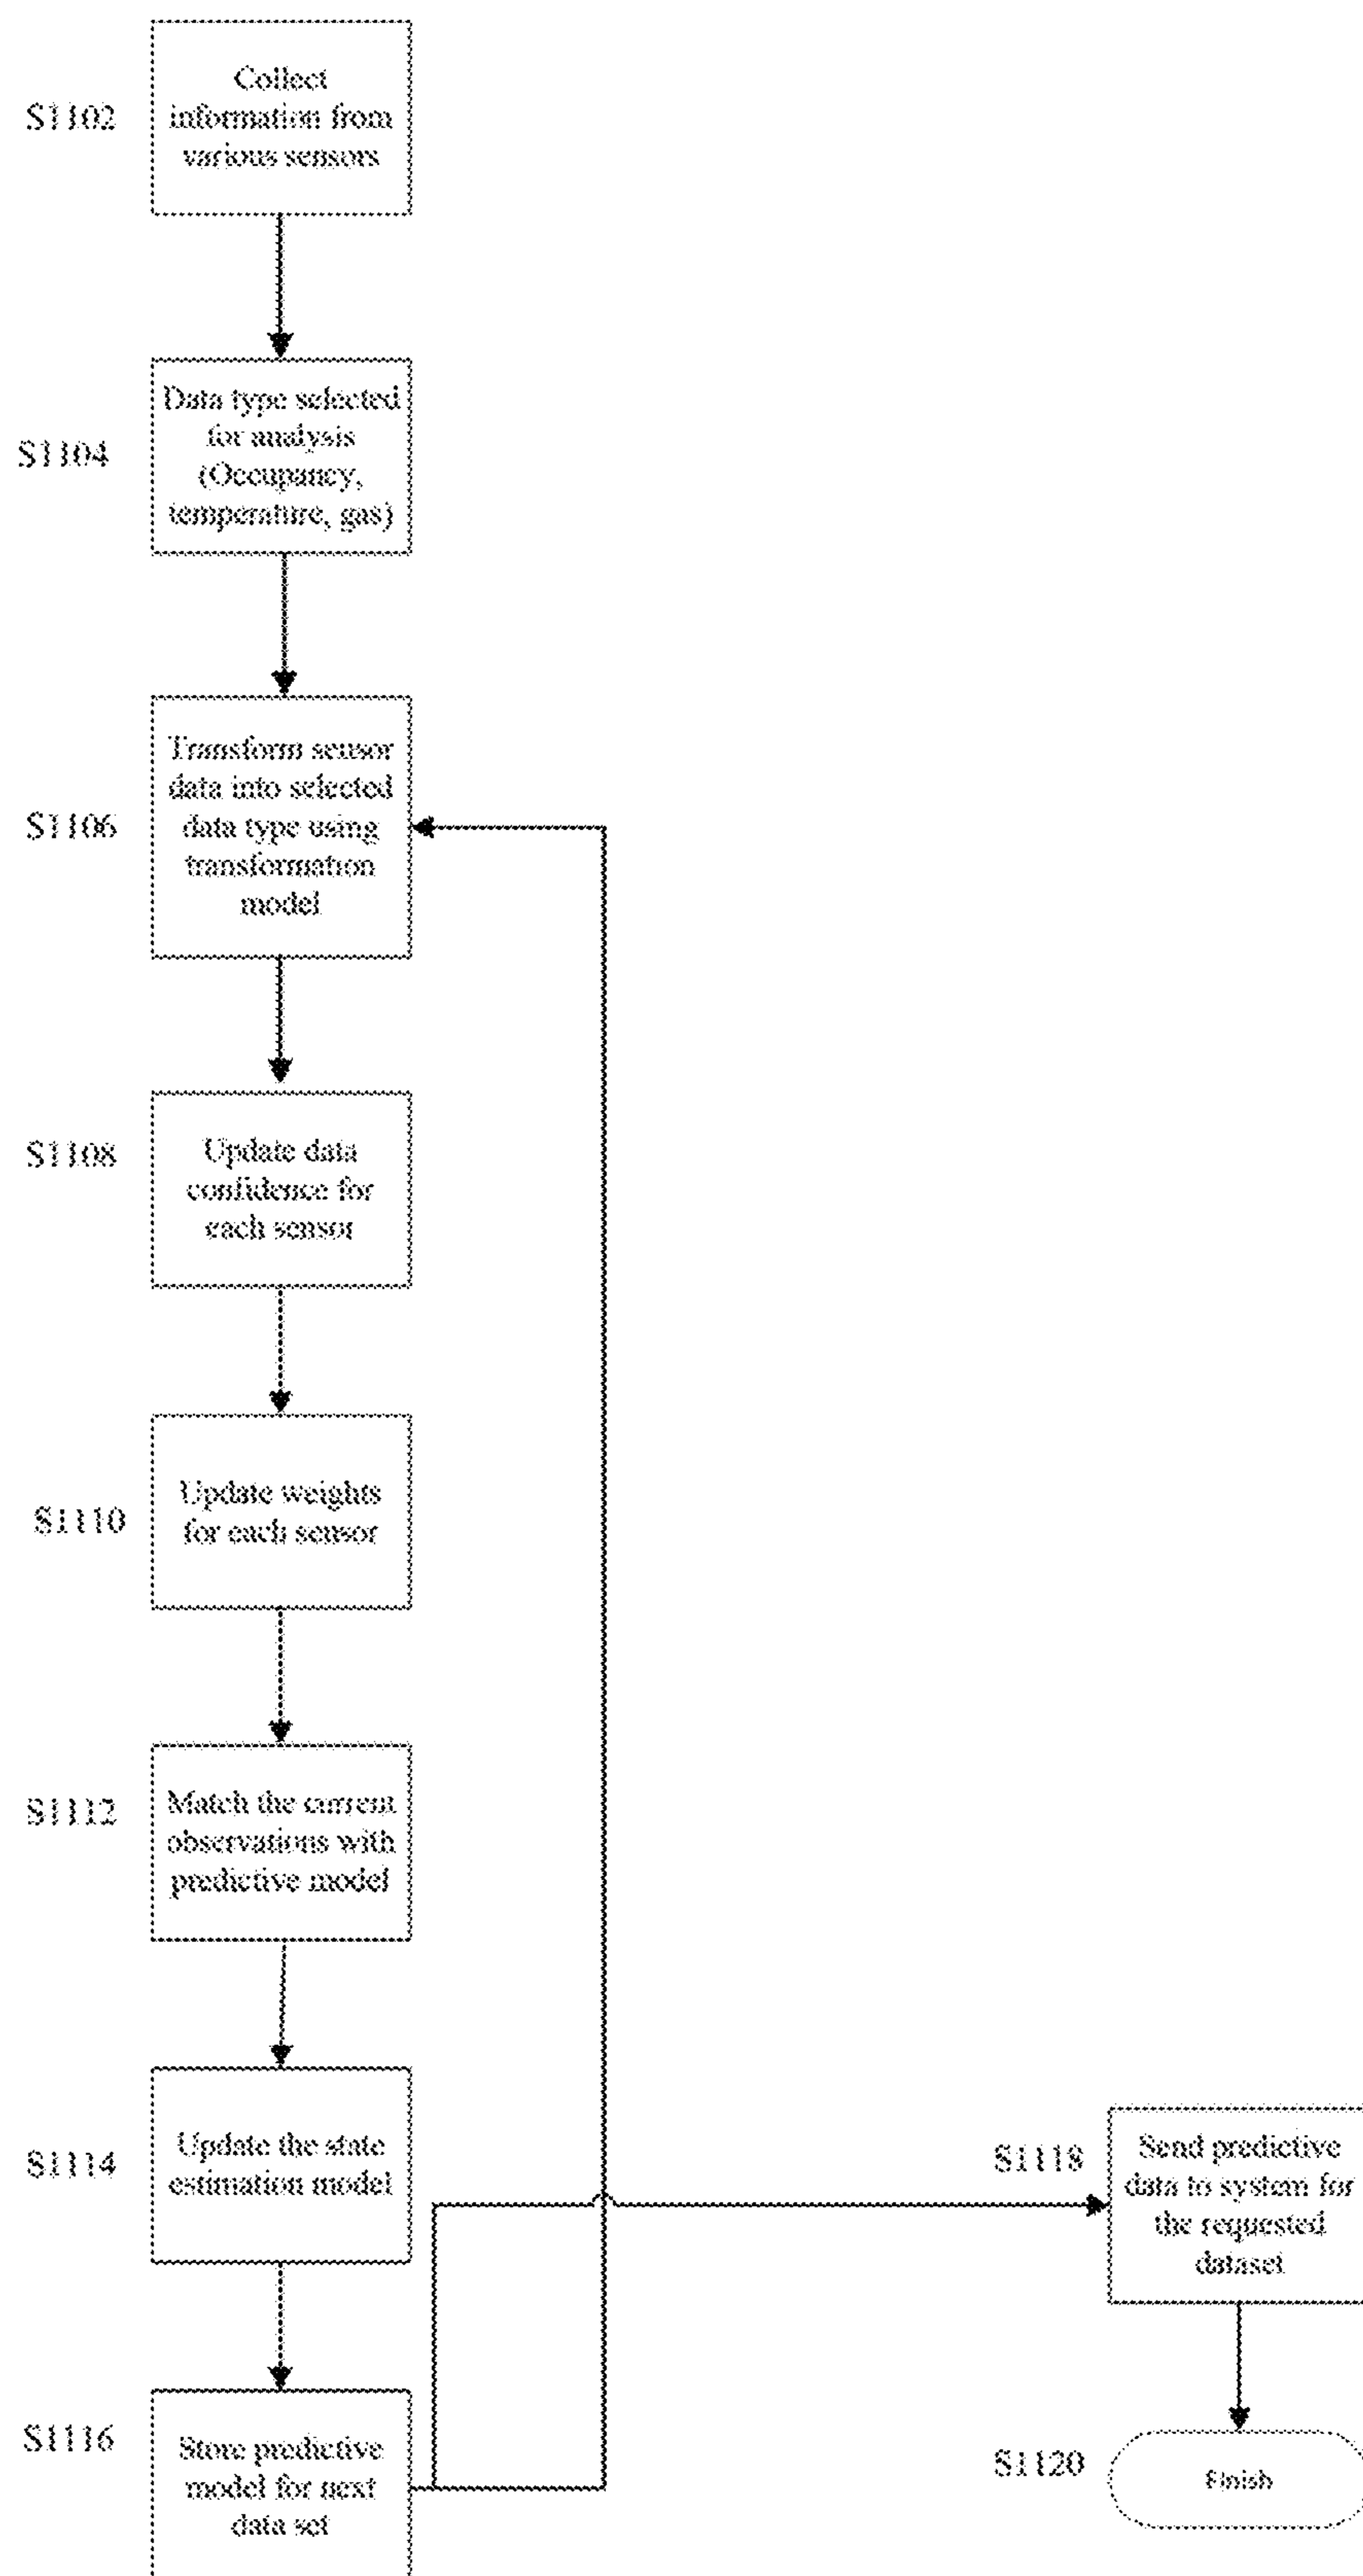 S1102
Collect
information from
various sensors
S1104
Data type selected
for analysis
(Occupancy,
temperature, gas)
S1106
Transform sensor
data into selected
data type using
transformation
model
S1108
Update data
confidence for
each sensor
S1110
Update weights
for each sensor
S1112
Match the current
observations with
predictive model
S1114
Update the state
estimation model
S1116
Store predictive
model for next
data set
S1118
Send predictive
data to system for
the requested
dataset
S1120
Finish